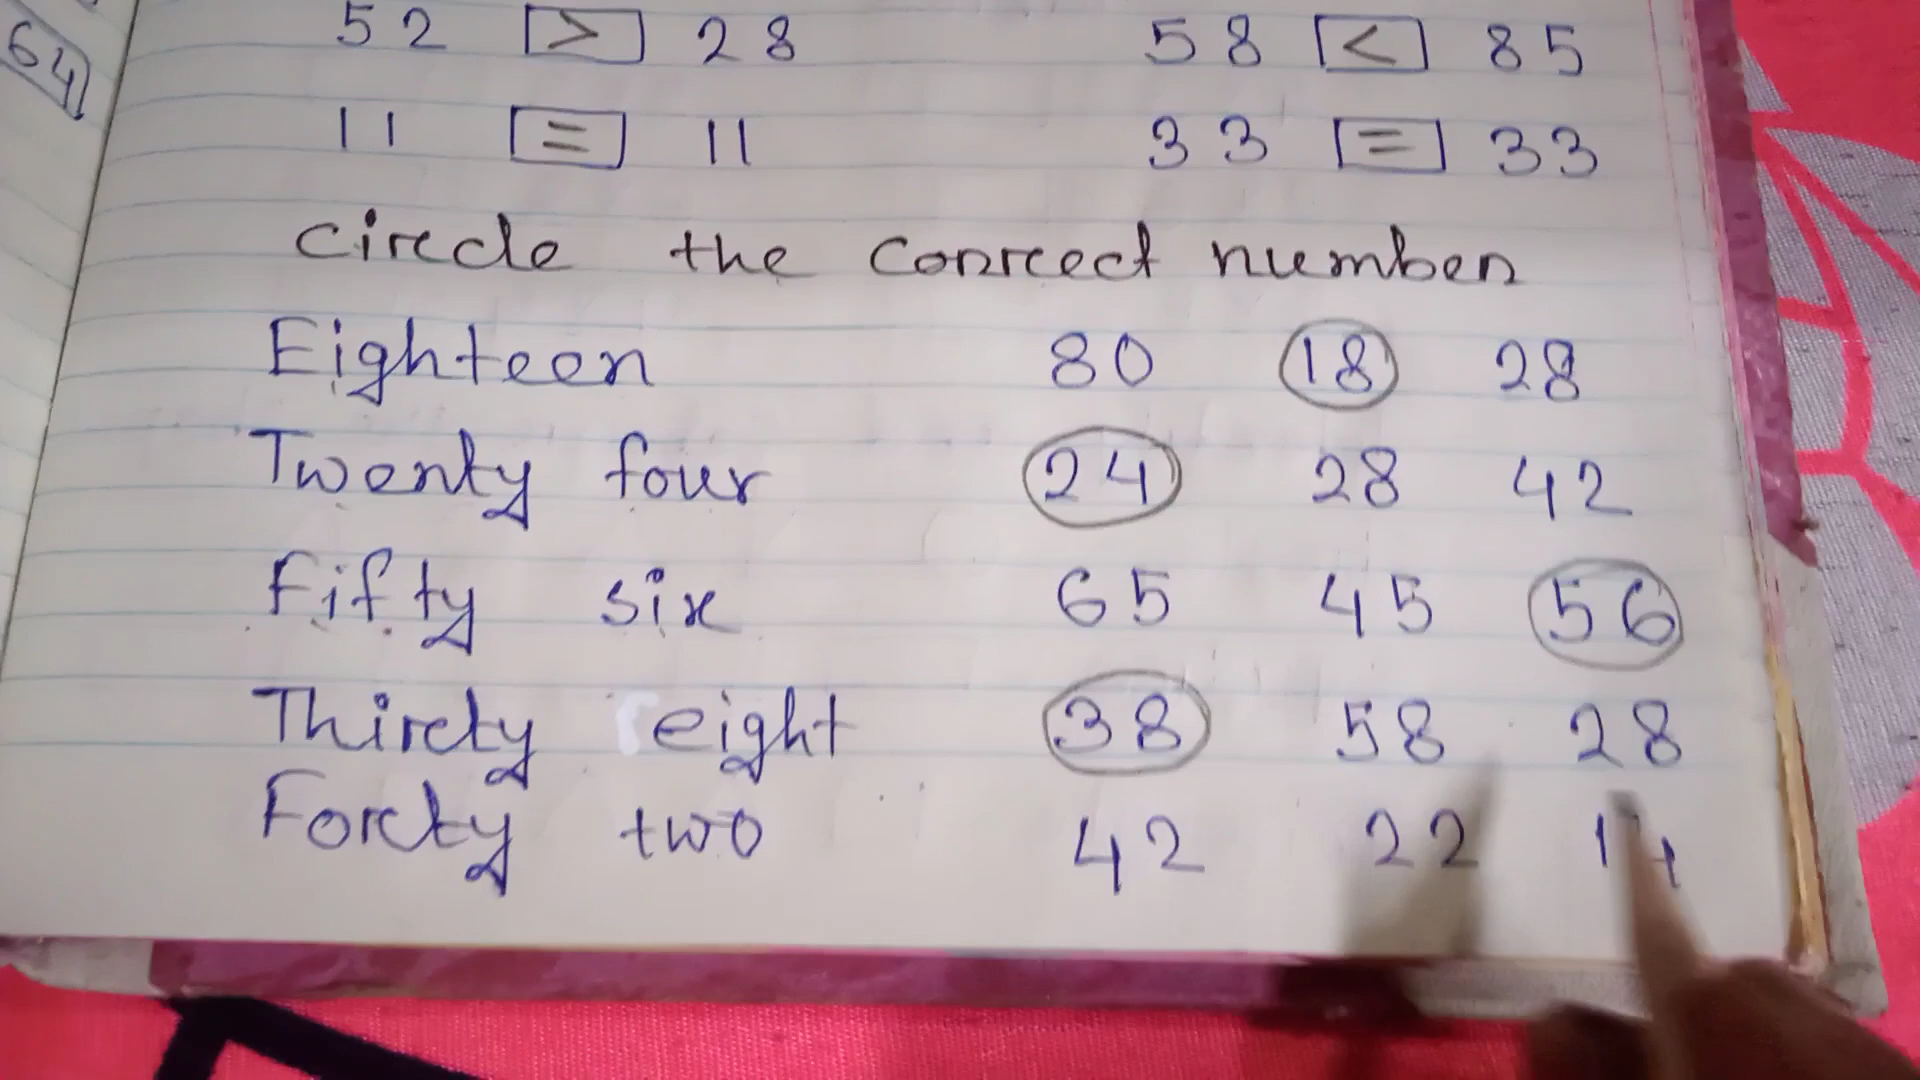 64
52 > 28 58 < 85
11 = 11 33 = 33
circle the correct number
Eighteen 80 18 28
Twenty four 24 28 42
Fifty six 65 45 56
Thirty eight 38 58 28
Forty two 42 22 14